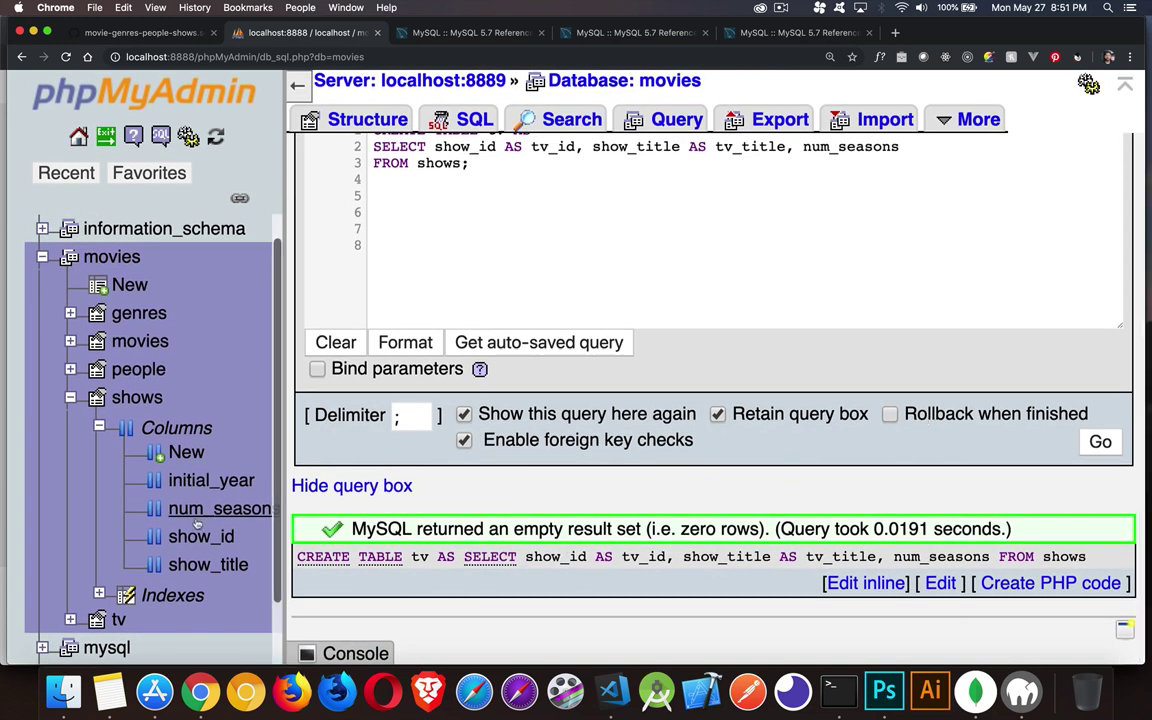 Chrome File Edit View History Bookmarks People Window Help 100% Mon May 27 8:51 PM
movie-genres-people-shows.s × localhost:8888 / localhost / mo × MySQL :: MySQL 5.7 Referenc × MySQL :: MySQL 5.7 Referenc × MySQL :: MySQL 5.7 Referenc × +
localhost:8888/phpMyAdmin/db_sql.php?db=movies
phpMyAdmin
Recent Favorites
information_schema
movies
New
genres
movies
people
shows
Columns
New
initial_year
num_seasons
show_id
show_title
Indexes
tv
mysql
Server: localhost:8889 » Database: movies
Structure SQL Search Query Export Import More
2 SELECT show_id AS tv_id, show_title AS tv_title, num_seasons
3 FROM shows;
4
5
6
7
8
Clear Format Get auto-saved query
Bind parameters
[ Delimiter ; ] Show this query here again Retain query box Rollback when finished
Enable foreign key checks
Go
Hide query box
MySQL returned an empty result set (i.e. zero rows). (Query took 0.0191 seconds.)
CREATE TABLE tv AS SELECT show_id AS tv_id, show_title AS tv_title, num_seasons FROM shows
[Edit inline] [ Edit ] [ Create PHP code ]
Console